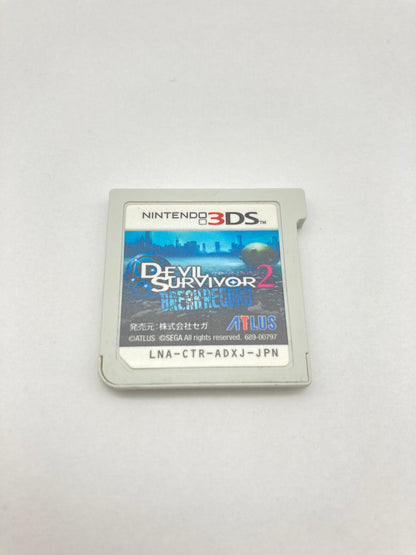 NINTENDO 3DS™
DEVIL
SURVIVOR 2
BREAK RECORD
発売元:株式会社セガ
ATLUS
©ATLUS ©SEGA All rights reserved. 689-00797
LNA-CTR-ADXJ-JPN